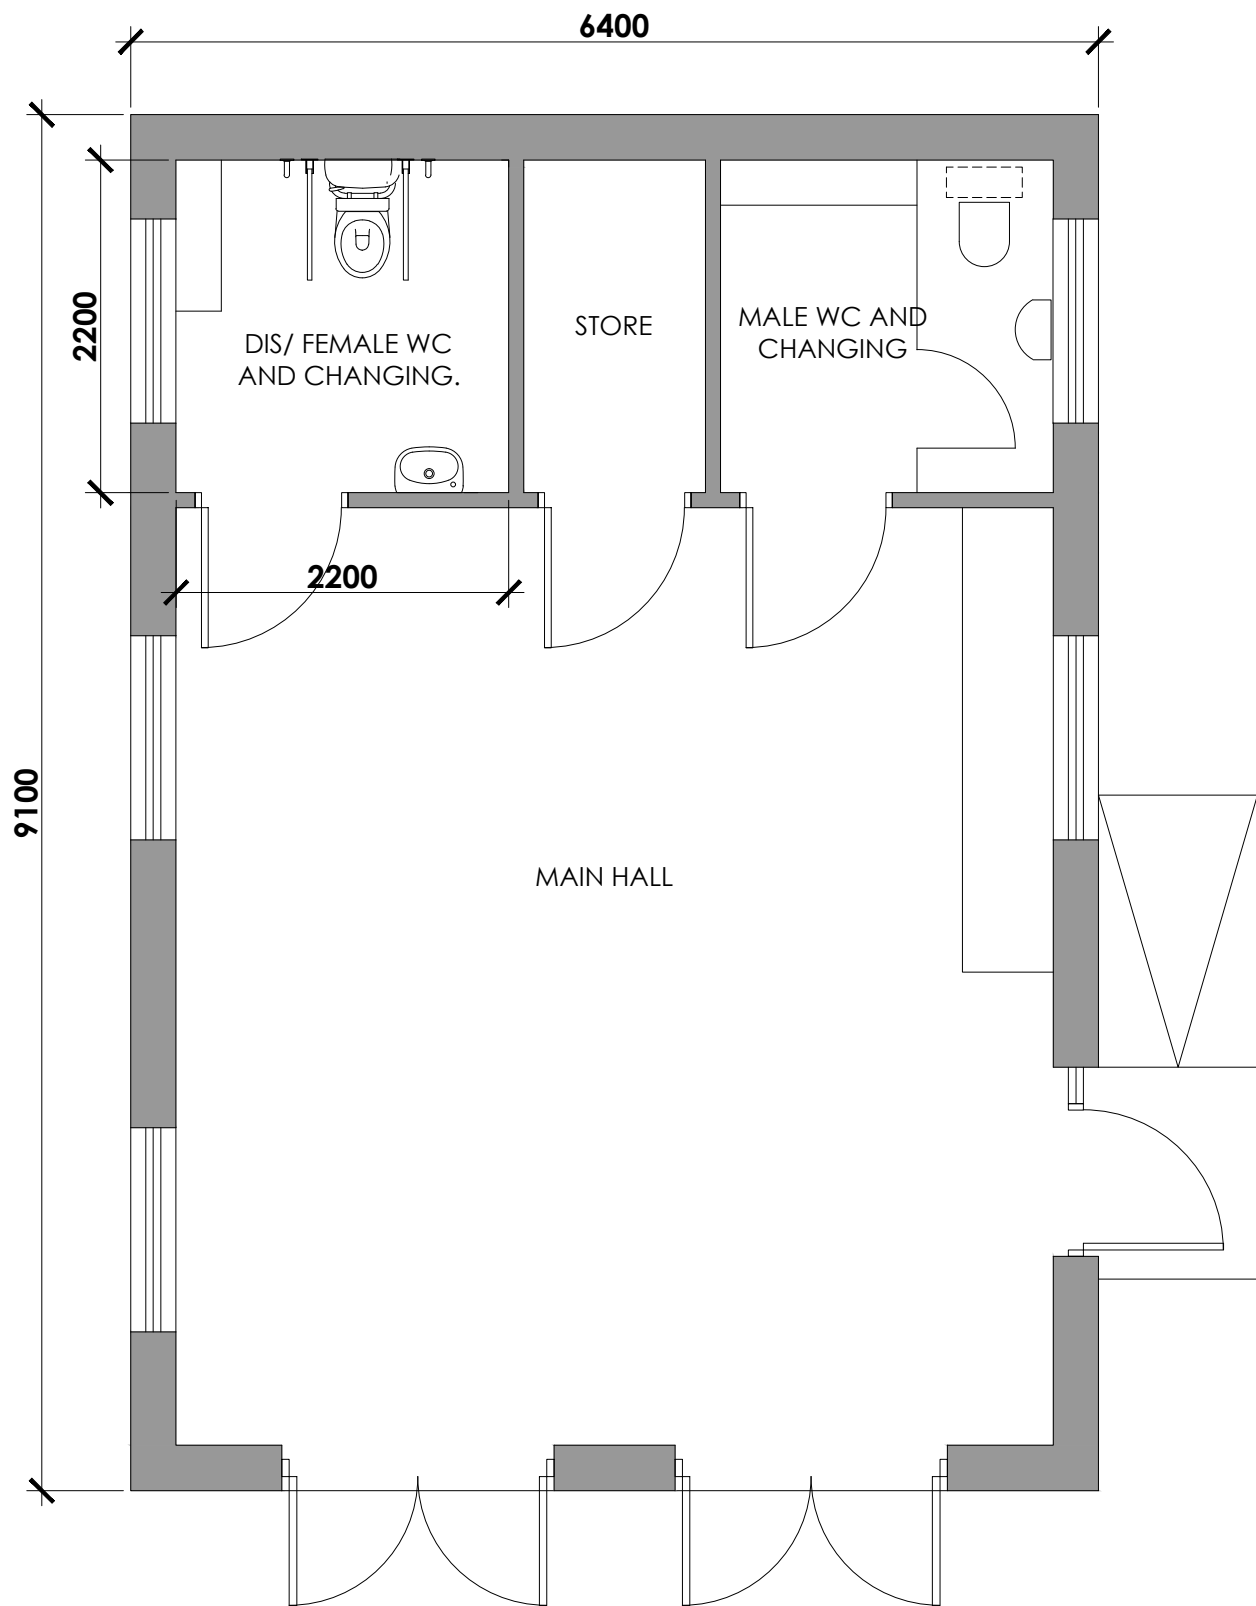 6400
2200
DIS/ FEMALE WC
AND CHANGING.
STORE
MALE WC AND
CHANGING
2200
9100
MAIN HALL